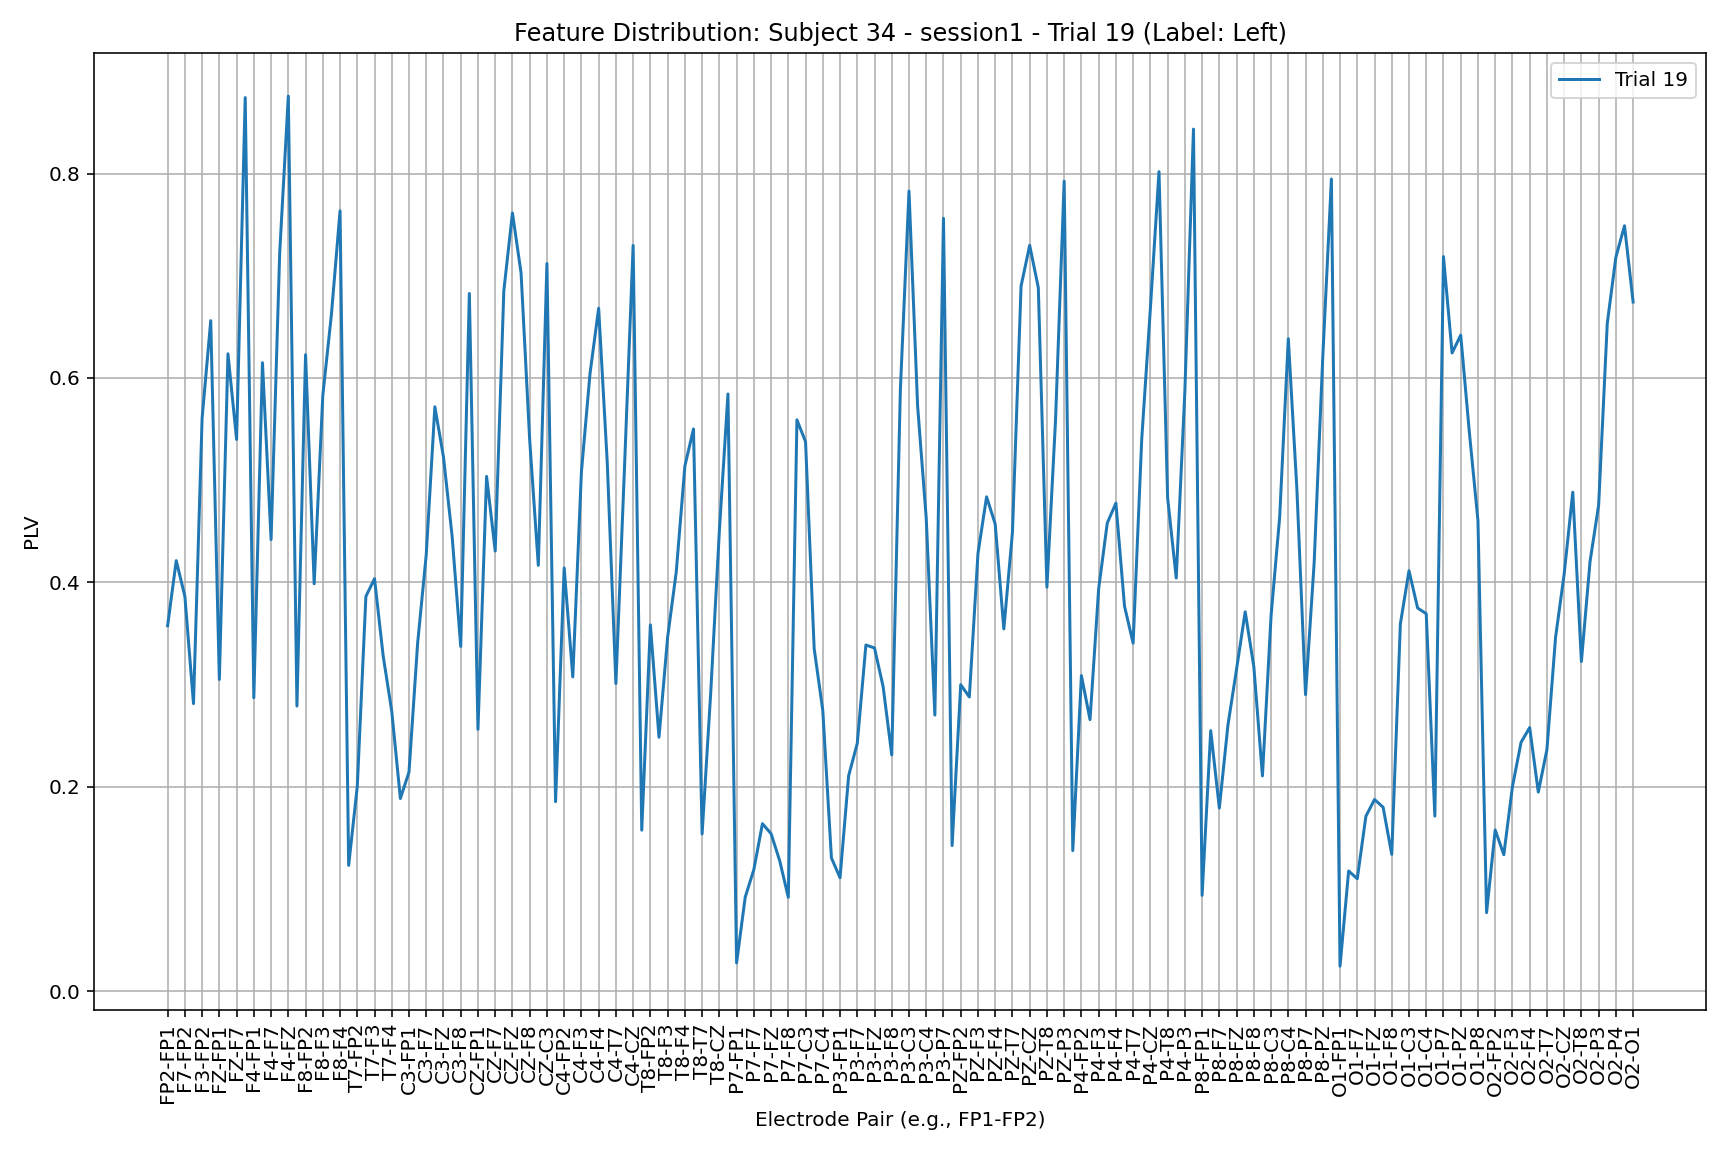 Feature Distribution: Subject 34 - session1 - Trial 19 (Label: Left)
Trial 19
PLV
0.8
0.6
0.4
0.2
0.0
FP2-FP1
F7-FP2
F3-FP2
FZ-FP1
FZ-F7
F4-FP1
F4-F7
F4-FZ
F8-FP2
F8-F3
F8-F4
T7-FP2
T7-F3
T7-F4
C3-FP1
C3-F7
C3-FZ
C3-F8
CZ-FP1
CZ-F7
CZ-FZ
CZ-F8
CZ-C3
C4-FP2
C4-F3
C4-F4
C4-T7
C4-CZ
T8-FP2
T8-F3
T8-F4
T8-T7
T8-CZ
P7-FP1
P7-F7
P7-FZ
P7-F8
P7-C3
P7-C4
P3-FP1
P3-F7
P3-FZ
P3-F8
P3-C3
P3-C4
P3-P7
PZ-FP2
PZ-F3
PZ-F4
PZ-T7
PZ-CZ
PZ-T8
PZ-P3
P4-FP2
P4-F3
P4-F4
P4-T7
P4-CZ
P4-T8
P4-P3
P8-FP1
P8-F7
P8-FZ
P8-F8
P8-C3
P8-C4
P8-P7
P8-PZ
O1-FP1
O1-F7
O1-FZ
O1-F8
O1-C3
O1-C4
O1-P7
O1-PZ
O1-P8
O2-FP2
O2-F3
O2-F4
O2-T7
O2-CZ
O2-T8
O2-P3
O2-P4
O2-O1
Electrode Pair (e.g., FP1-FP2)